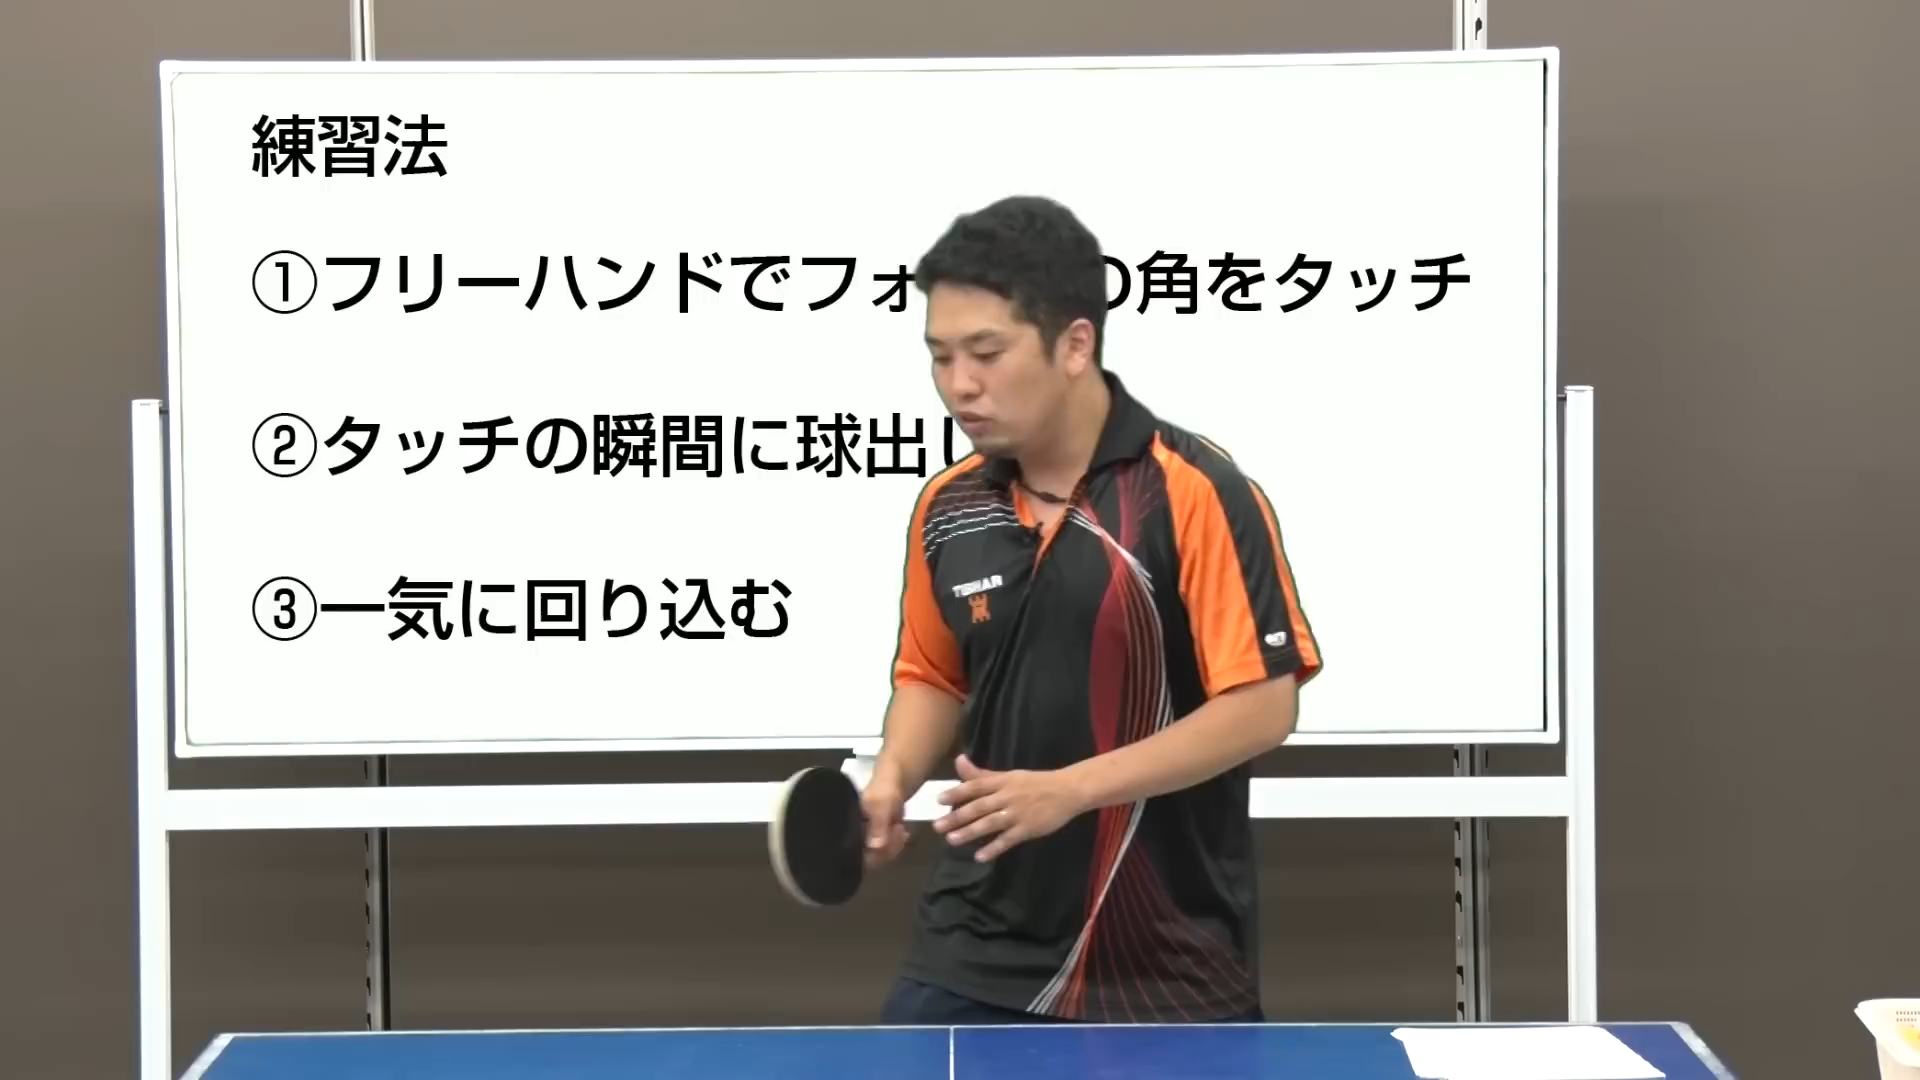 練習法
①フリーハンドでフォ の角をタッチ
②タッチの瞬間に球出し
③一気に回り込む
TIBHAR